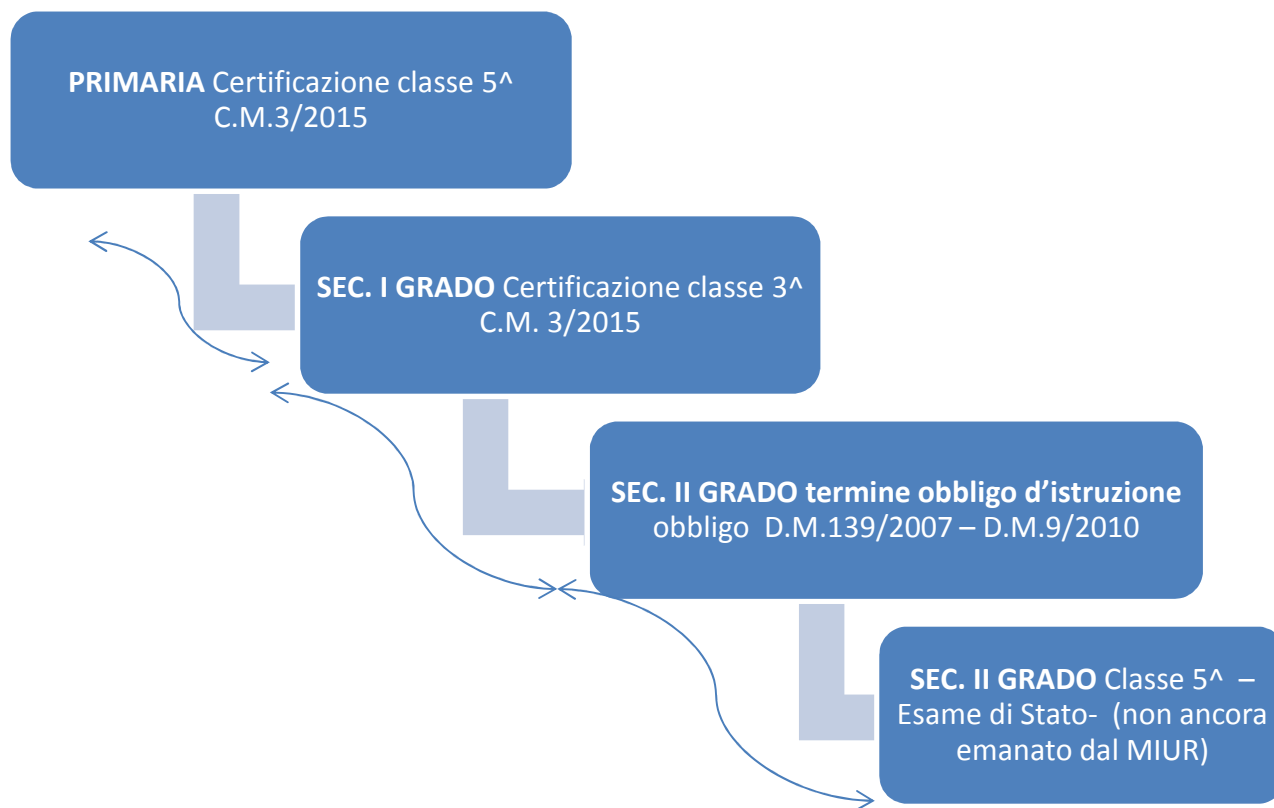 PRIMARIA Certificazione classe 5^
C.M.3/2015
SEC. I GRADO Certificazione classe 3^
C.M. 3/2015
SEC. II GRADO termine obbligo d’istruzione
obbligo D.M.139/2007 – D.M.9/2010
SEC. II GRADO Classe 5^ –
Esame di Stato- (non ancora
emanato dal MIUR)